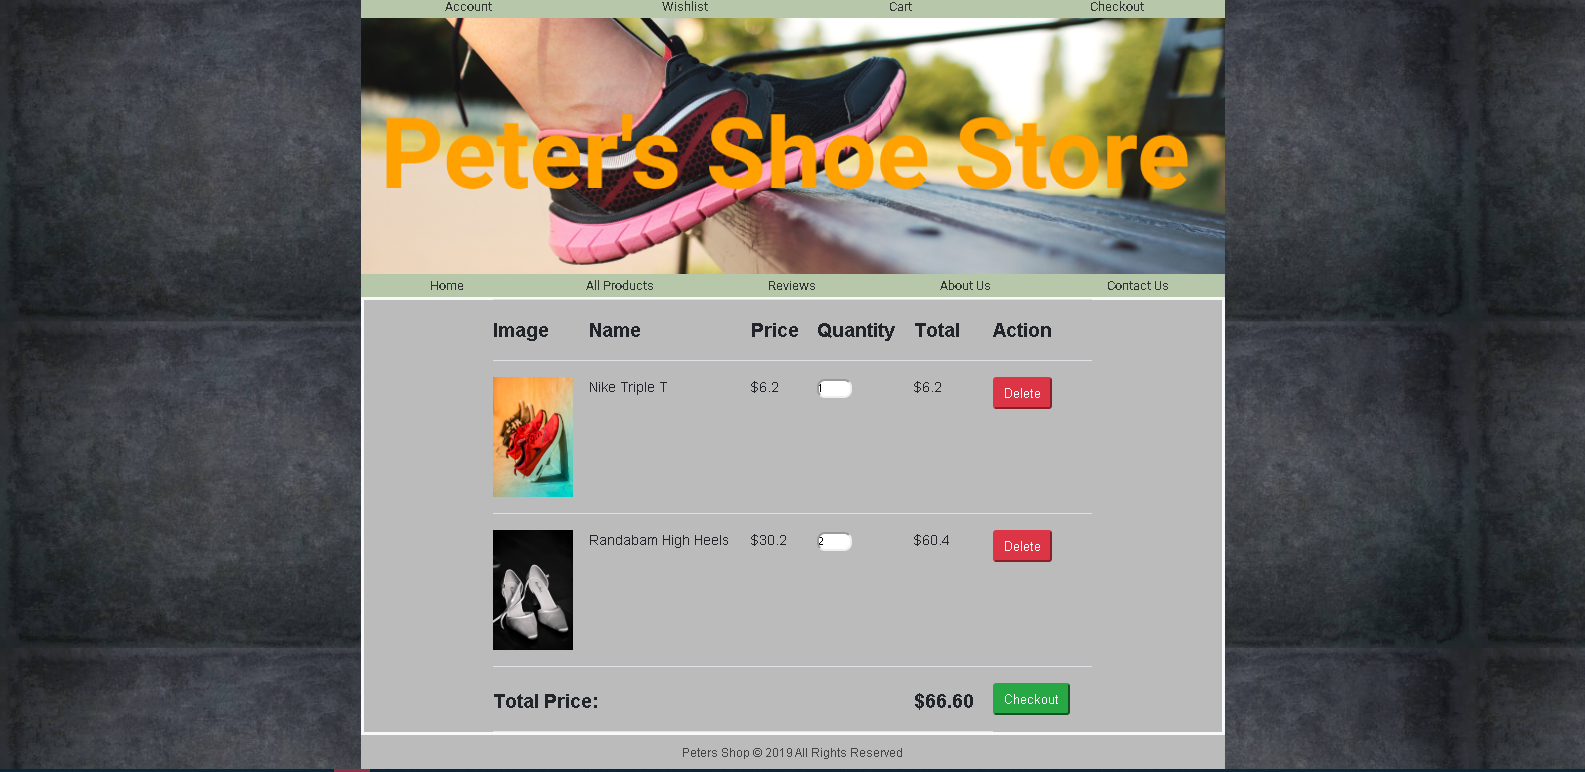 Account Wishlist Cart Checkout
Peter's Shoe Store
Home All Products Reviews About Us Contact Us
Image Name Price Quantity Total Action
Nike Triple T $6.2 1 $6.2 Delete
Randabam High Heels $30.2 2 $60.4 Delete
Total Price: $66.60 Checkout
Peters Shop © 2019 All Rights Reserved